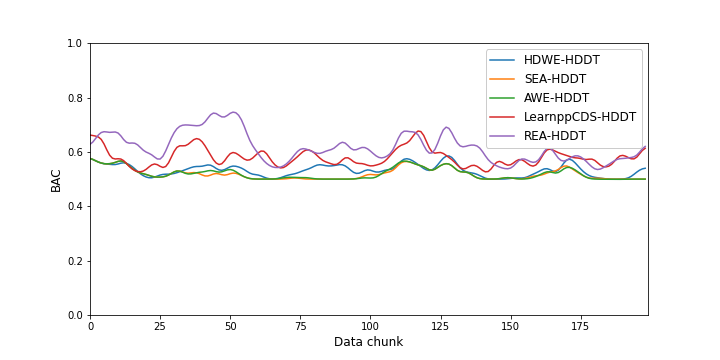 1.0
0.8
0.6
0.4
0.2
0.0
BAC
0 25 50 75 100 125 150 175
Data chunk
HDWE-HDDT
SEA-HDDT
AWE-HDDT
LearnppCDS-HDDT
REA-HDDT